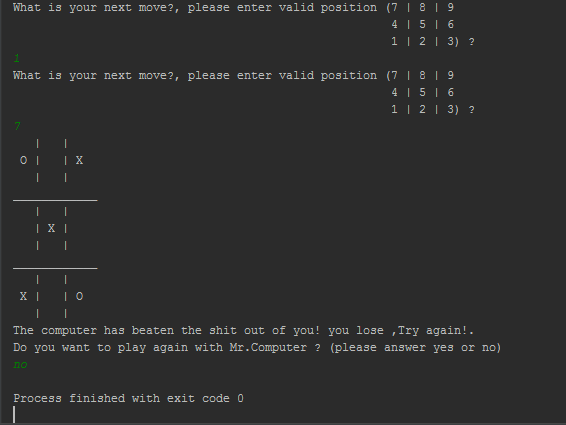 What is your next move?, please enter valid position (7 | 8 | 9
4 | 5 | 6
1 | 2 | 3) ?
1
What is your next move?, please enter valid position (7 | 8 | 9
4 | 5 | 6
1 | 2 | 3) ?
7
| |
O | | X
| |
____________
| |
| X |
| |
____________
| |
X | | O
| |
The computer has beaten the shit out of you! you lose ,Try again!.
Do you want to play again with Mr.Computer ? (please answer yes or no)
no
Process finished with exit code 0